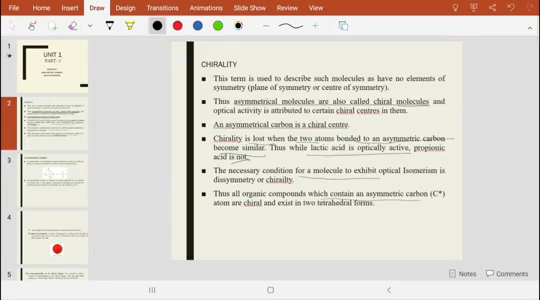 File
Home
Insert
Draw
Design
Transitions
Animations
Slide Show
Review
View
1
UNIT 1
2
3
4
5
CHIRALITY
This term is used to describe such molecules as have no elements of
symmetry (plane of symmetry or centre of symmetry).
Thus asymmetrical molecules are also called chiral molecules and
optical activity is attributed to certain chiral centres in them.
An asymmetrical carbon is a chiral centre.
Chirality is lost when the two atoms bonded to an asymmetric carbon
become similar. Thus while lactic acid is optically active, propionic
acid is not.
The necessary condition for a molecule to exhibit optical Isomerism is
dissymetry or chirailty.
Thus all organic compounds which contain an asymmetric carbon (C*)
atom are chiral and exist in two tetrahedral forms.
Notes
Comments